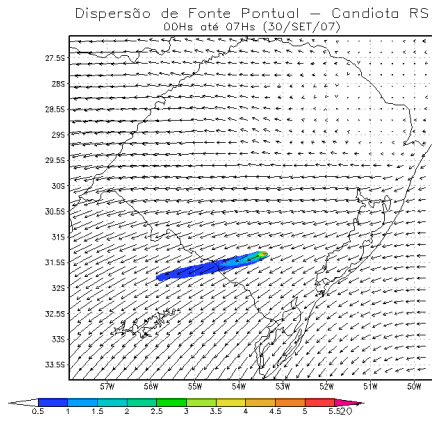 Dispersão de Fonte Pontual – Candiota RS
00Hs até 07Hs (30/SET/07)
27.5S
28S
28.5S
29S
29.5S
30S
30.5S
31S
31.5S
32S
32.5S
33S
33.5S
57W 56W 55W 54W 53W 52W 51W 50W
0.5 1 1.5 2 2.5 3 3.5 4 4.5 5 5.5 20